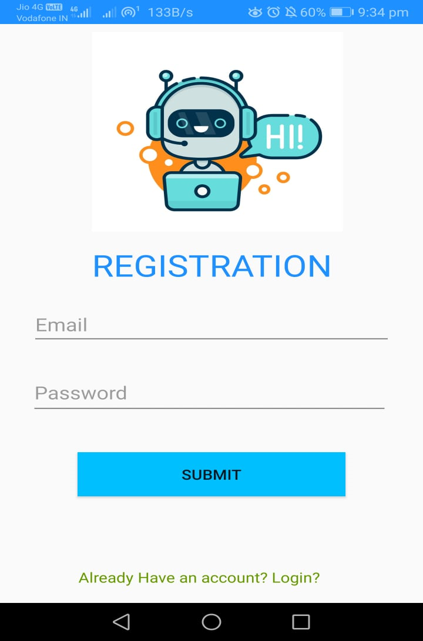 Jio 4G VoLTE 4G 1 133B/s 60% 9:34 pm
Vodafone IN
HI!
REGISTRATION
Email
Password
SUBMIT
Already Have an account? Login?